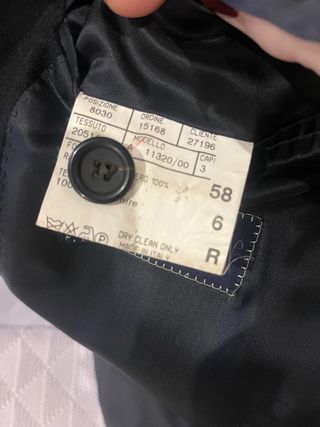 POSIZIONE ORDINE CLIENTE
8030 15168 27196
TESSUTO MODELLO CAPI
11320/00 3
100%
58
6
DRY CLEAN ONLY
MADE IN ITALY R